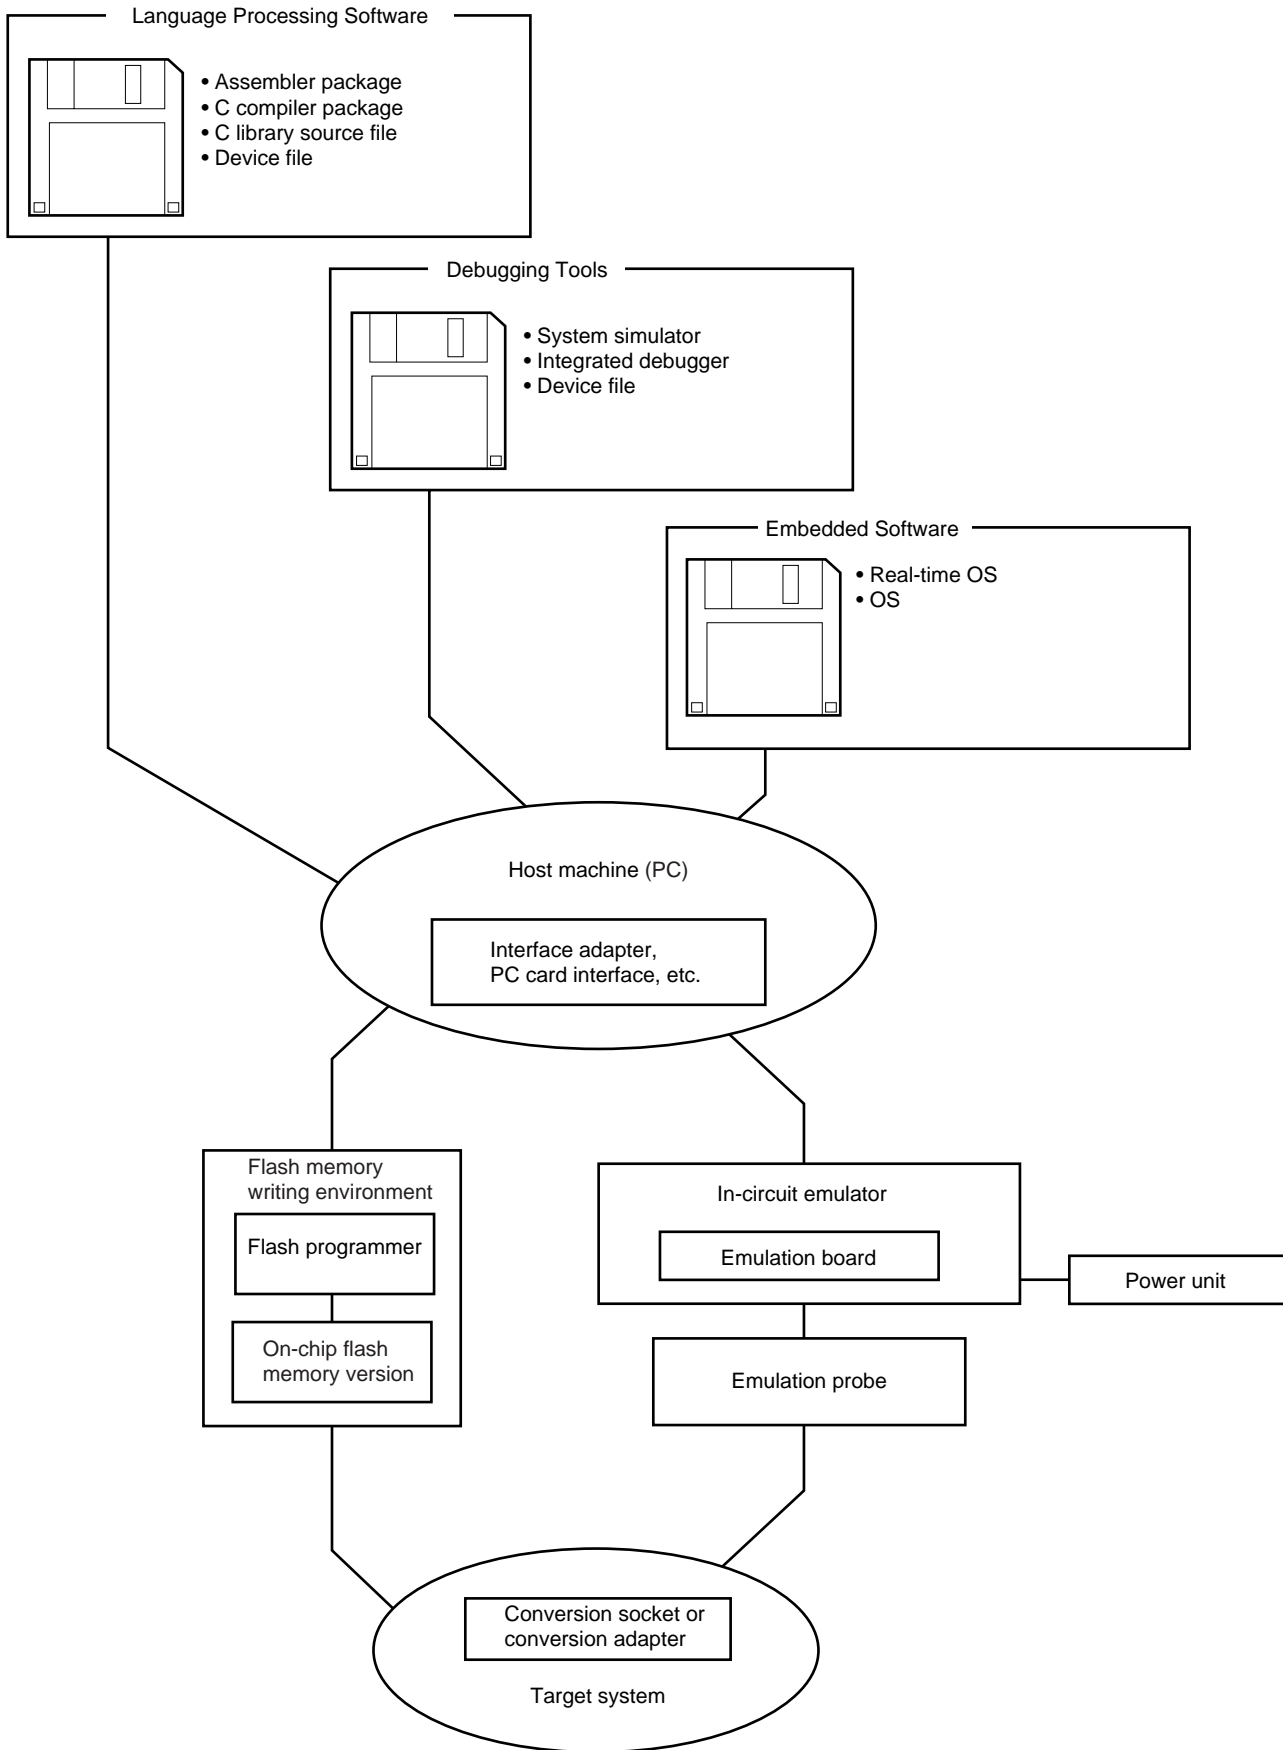 Language Processing Software
• Assembler package
• C compiler package
• C library source file
• Device file
Debugging Tools
• System simulator
• Integrated debugger
• Device file
Embedded Software
• Real-time OS
• OS
Host machine (PC)
Interface adapter,
PC card interface, etc.
Flash memory
writing environment
Flash programmer
On-chip flash
memory version
In-circuit emulator
Emulation board
Power unit
Emulation probe
Conversion socket or
conversion adapter
Target system